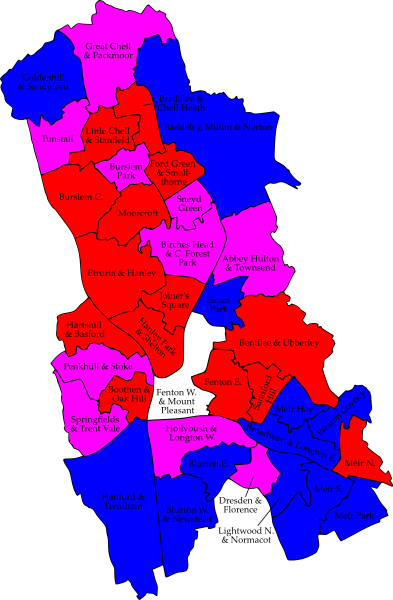 Great Chell
& Packmoor
Goldenhill
& Sandyford
Bradeley &
Chell Heath
Baddeley, Milton & Norton
Little Chell
& Stanfield
Tunstall
Burslem
Park
Ford Green
& Small-
thorne
Burslem C.
Sneyd
Green
Moorcroft
Birches Head
& C. Forest
Park
Abbey Hulton
& Townsend
Etruria & Hanley
Joiner's
Square
Eaton
Park
Hartshill
& Basford
Hanley Park
& Shelton
Bentilee & Ubberley
Penkhull & Stoke
Fenton E.
Sandford
Hill
Boothen &
Oak Hill
Fenton W.
& Mount
Pleasant
Meir Hay
Weston Coyney
Springfields
& Trent Vale
Hollybush &
Longton W.
& Longton E.
Meir N.
Blurton E.
Meir S.
Hanford &
Trentham
Dresden &
Florence
Blurton W.
& Newstead
Meir Park
Lightwood N.
& Normacot